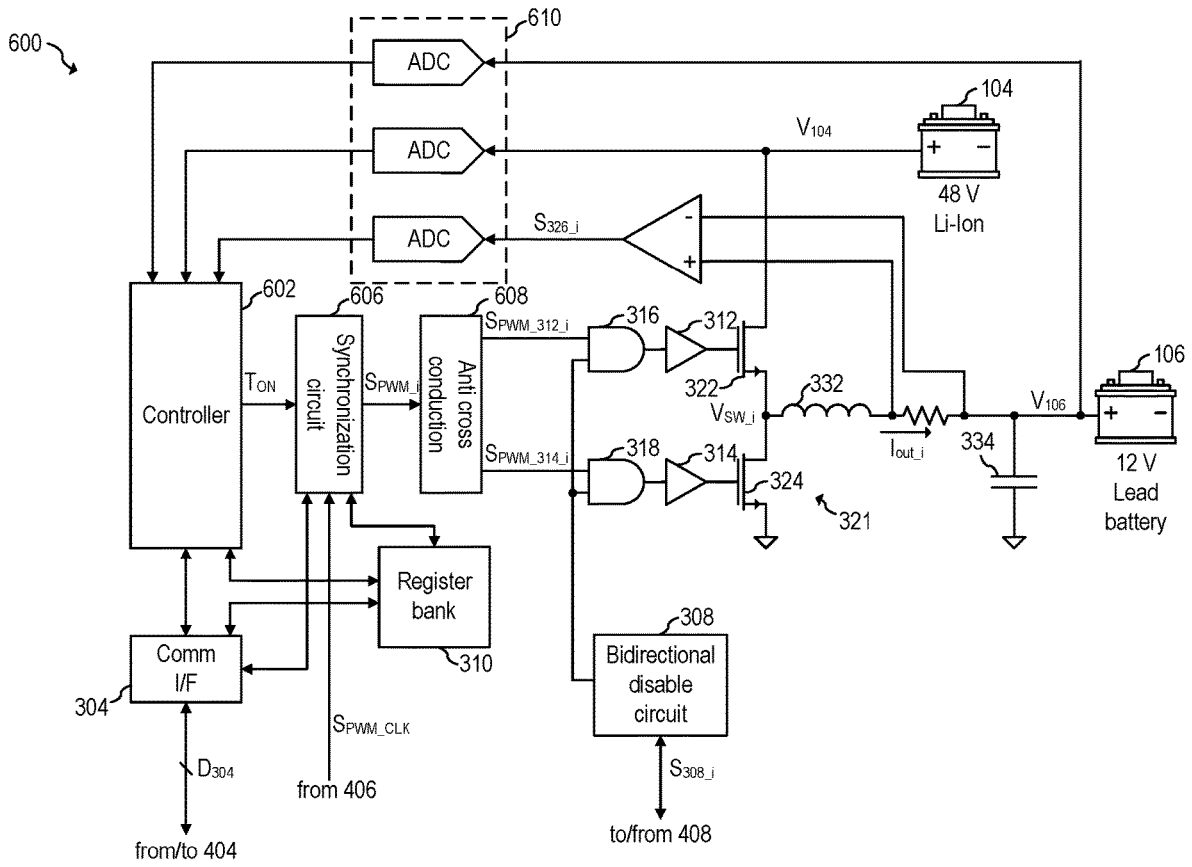 600
610
ADC
104
ADC
V104
+ −
48 V
Li-Ion
ADC
S326_i
-
+
602
606
608
SPWM_312_i
316
312
322
332
106
Controller
TON
Synchronization
circuit
SPWM_i
Anti cross
conduction
VSW_i
Iout_i
V106
+ −
334
12 V
Lead
battery
SPWM_314_i
318
314
324
321
Register
bank
310
308
Bidirectional
disable
circuit
Comm
I/F
304
SPWM_CLK
D304
from 406
S308_i
from/to 404
to/from 408